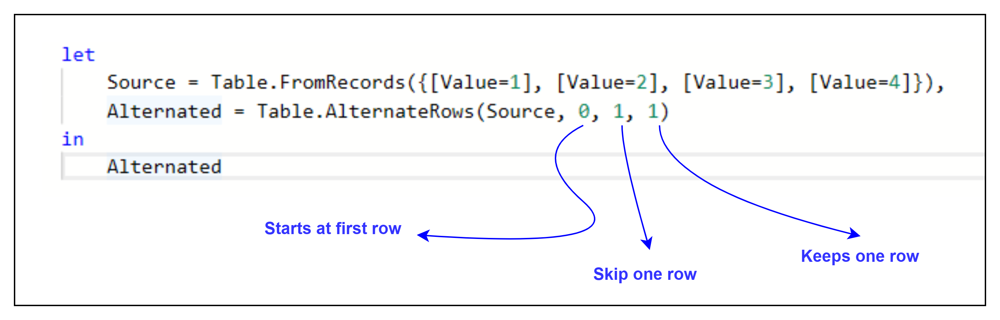 let
Source = Table.FromRecords({[Value=1], [Value=2], [Value=3], [Value=4]}),
Alternated = Table.AlternateRows(Source, 0, 1, 1)
in
Alternated
Starts at first row
Keeps one row
Skip one row